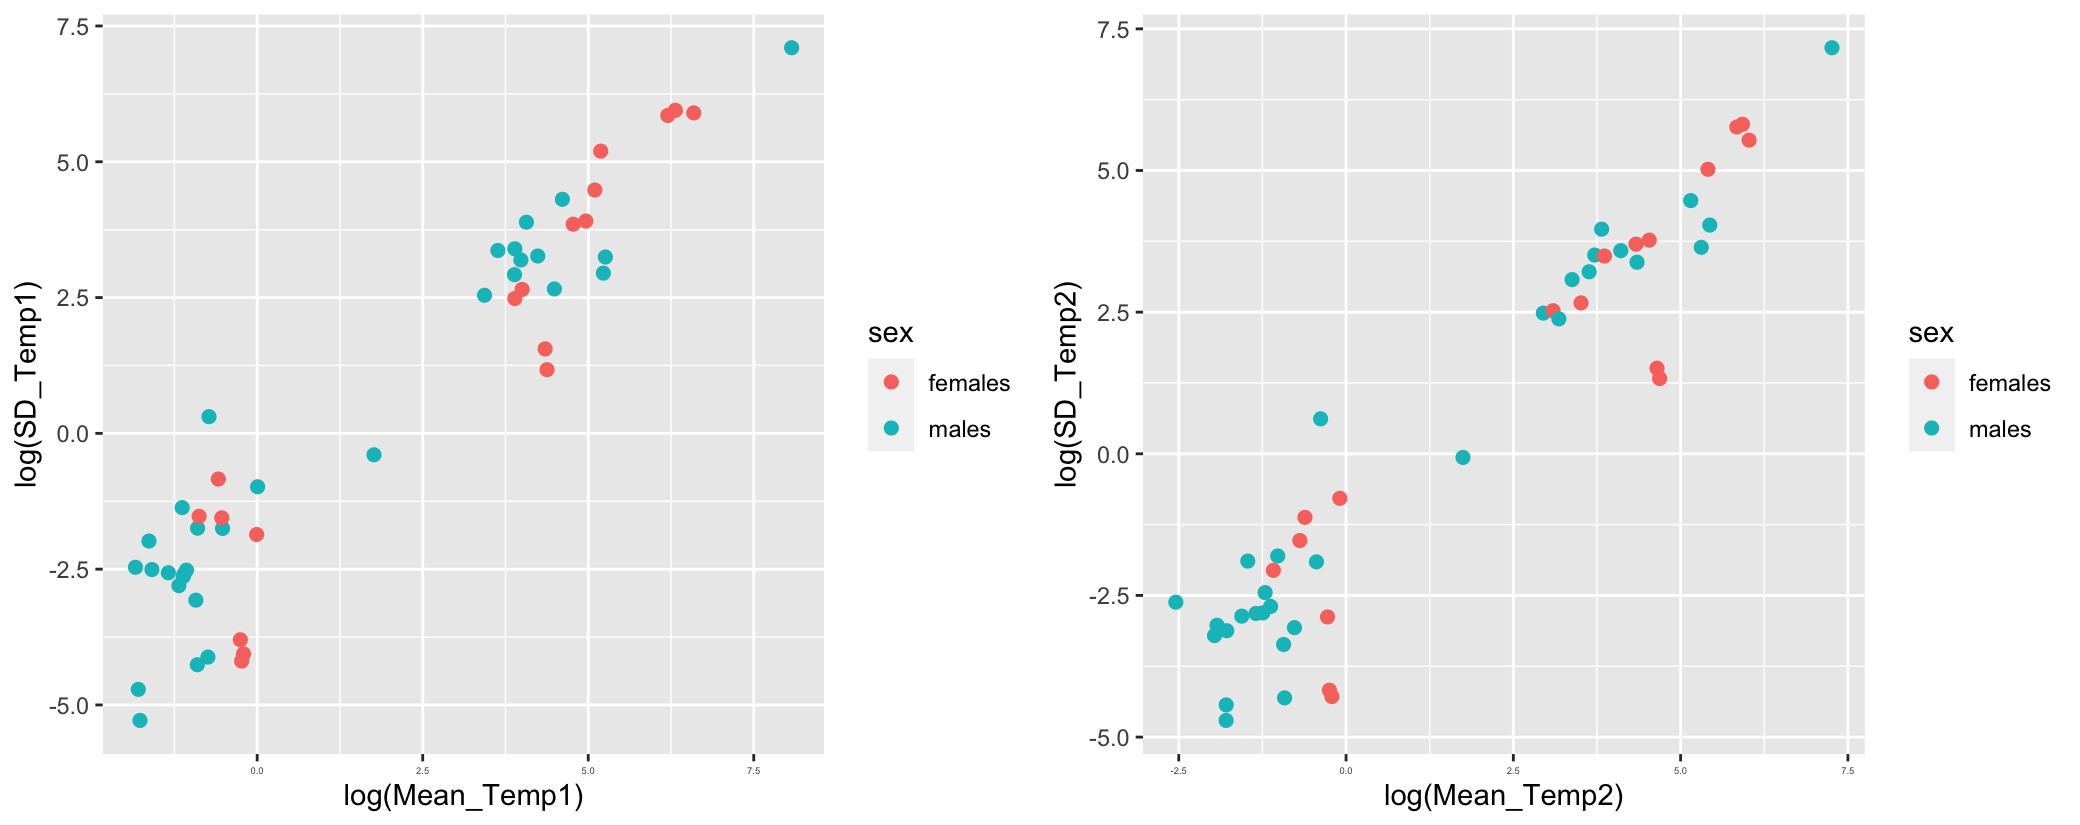 7.5
5.0
2.5
0.0
-2.5
-5.0
log(SD_Temp1)
0.0 2.5 5.0 7.5
log(Mean_Temp1)
sex
females
males
7.5
5.0
2.5
0.0
-2.5
-5.0
log(SD_Temp2)
-2.5 0.0 2.5 5.0 7.5
log(Mean_Temp2)
sex
females
males